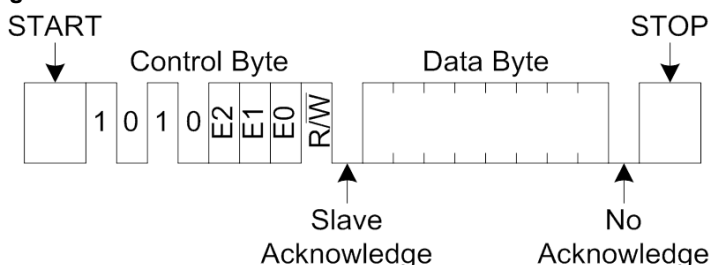 START
STOP
Control Byte
Data Byte
1 0 1 0 E2 E1 E0 R/W̅
Slave
Acknowledge
No
Acknowledge